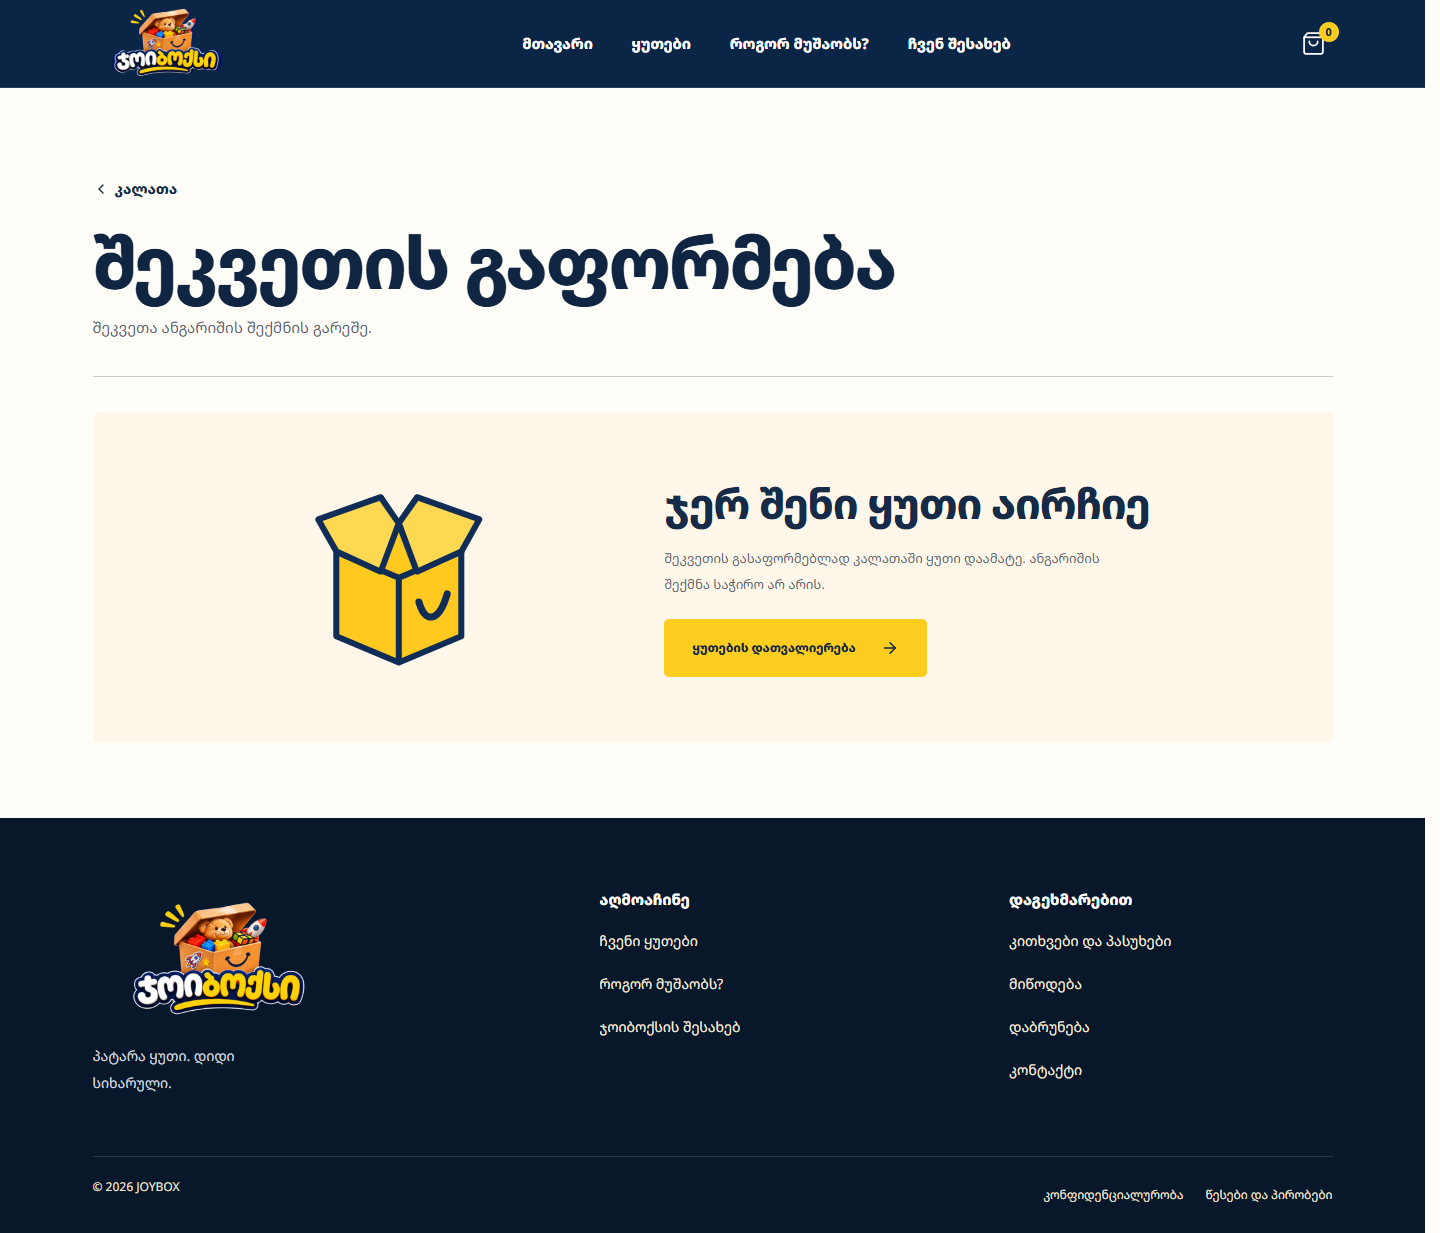 ჯოიბოქსი
მთავარი
ყუთები
როგორ მუშაობს?
ჩვენ შესახებ
0
კალათა
შეკვეთის გაფორმება
შეკვეთა ანგარიშის შექმნის გარეშე.
ჯერ შენი ყუთი აირჩიე
შეკვეთის გასაფორმებლად კალათაში ყუთი დაამატე. ანგარიშის
შექმნა საჭირო არ არის.
ყუთების დათვალიერება
ჯოიბოქსი
პატარა ყუთი. დიდი
სიხარული.
აღმოაჩინე
ჩვენი ყუთები
როგორ მუშაობს?
ჯოიბოქსის შესახებ
დაგეხმარებით
კითხვები და პასუხები
მიწოდება
დაბრუნება
კონტაქტი
© 2026 JOYBOX
კონფიდენციალურობა
წესები და პირობები